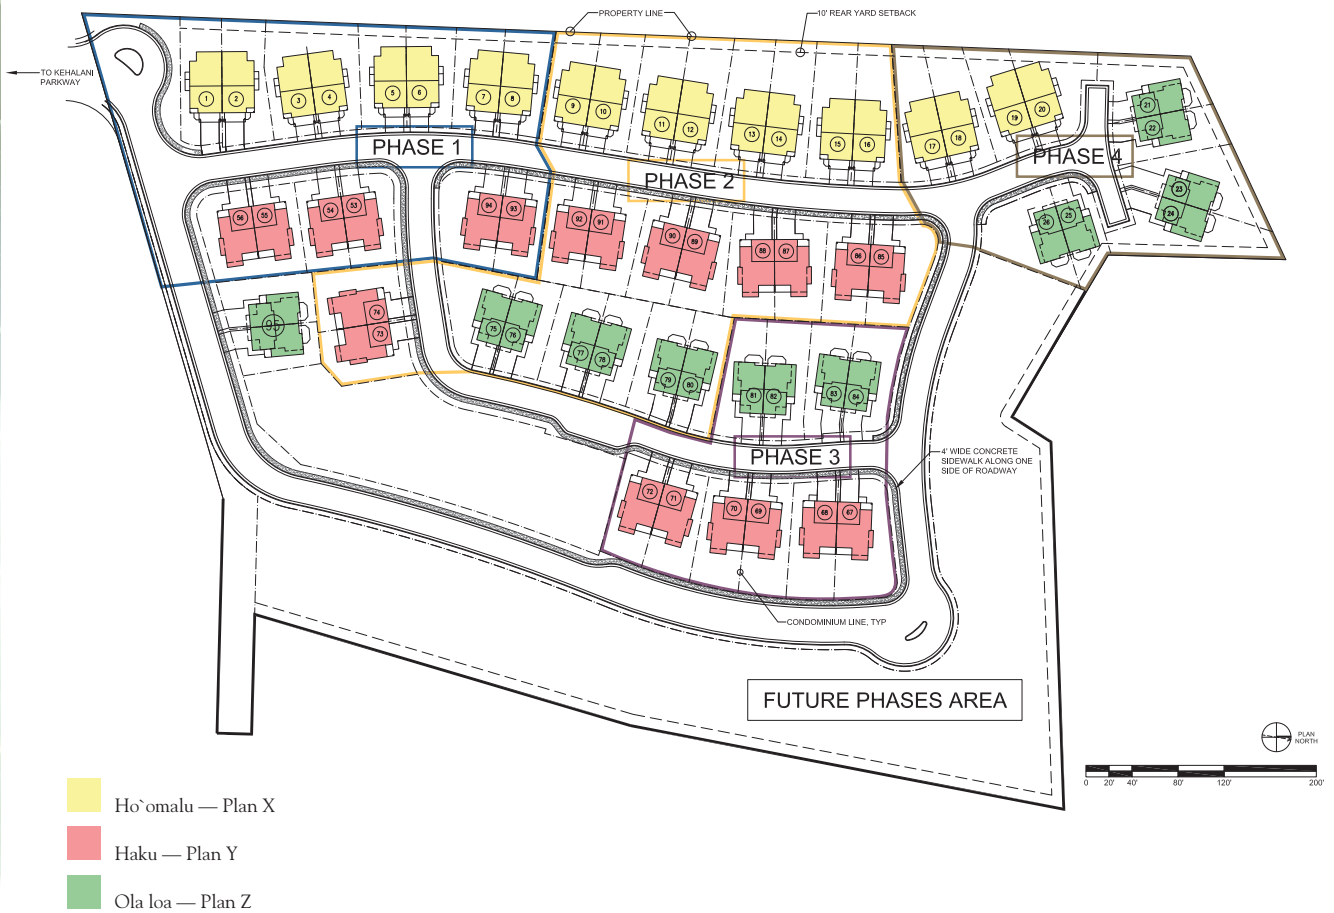 PROPERTY LINE
10' REAR YARD SETBACK
TO KEHALANI
PARKWAY
1 2 3 4 5 6 7 8
9 10 11 12 13 14 15 16
17 18 19 20 21
22
PHASE 1
PHASE 2
PHASE 4
23
24
26 25
56 55 54 53 94 93 92 91
90 89 88 87 86 85
95
74
73
75 76 77 78 79 80
81 82 83 84
PHASE 3
4' WIDE CONCRETE
SIDEWALK ALONG ONE
SIDE OF ROADWAY
72 71 70 69 68 67
CONDOMINIUM LINE, TYP
FUTURE PHASES AREA
PLAN
NORTH
0 20' 40' 80' 120' 200'
Ho`omalu — Plan X
Haku — Plan Y
Ola loa — Plan Z